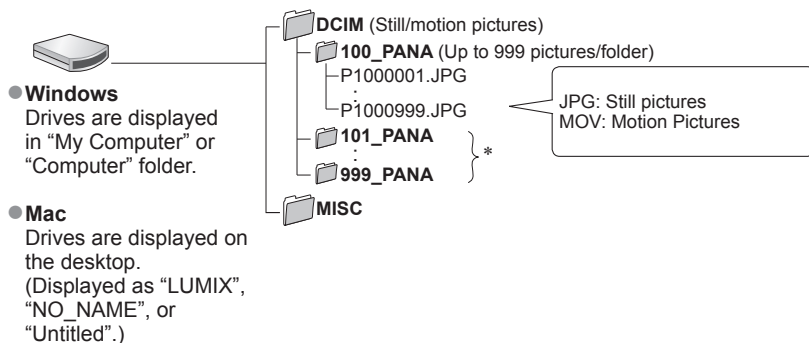 ●Windows
Drives are displayed
in “My Computer” or
“Computer” folder.
●Mac
Drives are displayed on
the desktop.
(Displayed as “LUMIX”,
“NO_NAME”, or
“Untitled”.)
DCIM (Still/motion pictures)
100_PANA (Up to 999 pictures/folder)
P1000001.JPG
:
P1000999.JPG
101_PANA
:
999_PANA
*
MISC
JPG: Still pictures
MOV: Motion Pictures